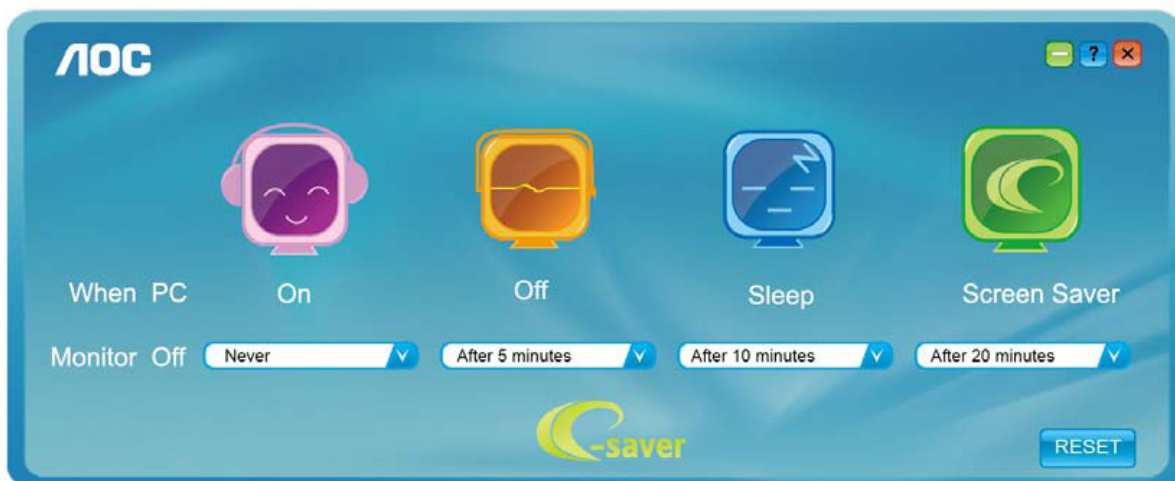 AOC
?
When PC On Off Sleep Screen Saver
Monitor Off Never After 5 minutes After 10 minutes After 20 minutes
e-saver
RESET